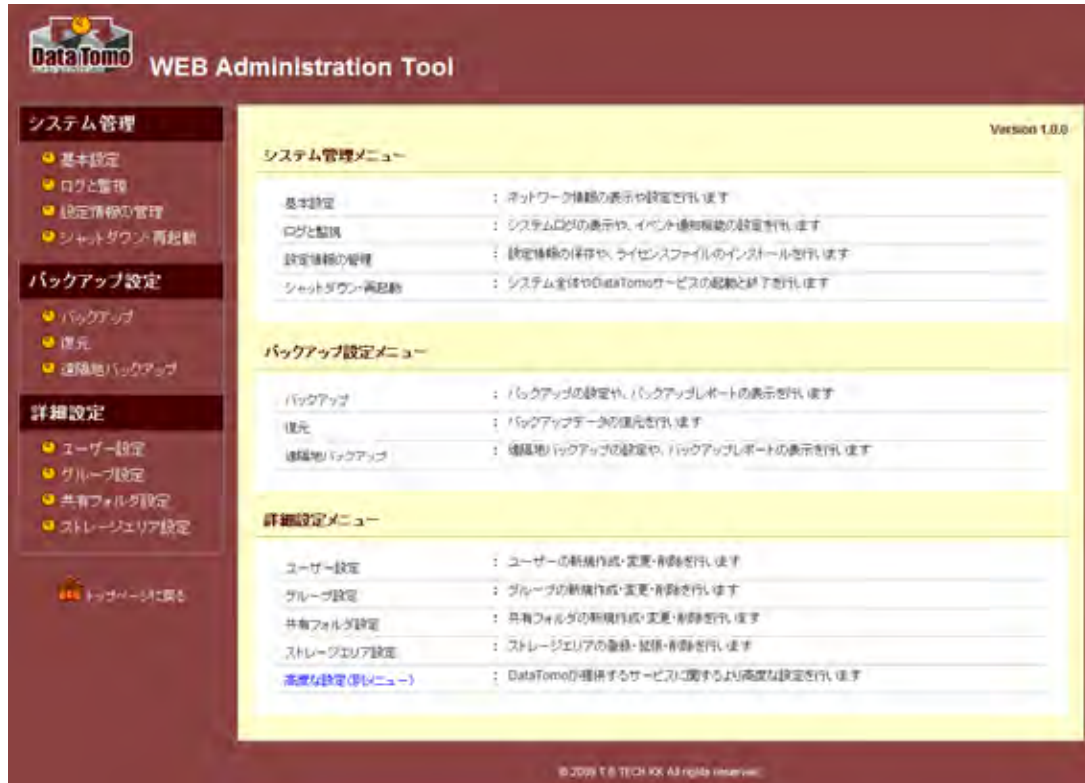 Data Tomo
WEB Administration Tool
システム管理
基本設定
ログと監視
設定情報の管理
シャットダウン・再起動
バックアップ設定
バックアップ
復元
遠隔地バックアップ
詳細設定
ユーザー設定
グループ設定
共有フォルダ設定
ストレージエリア設定
トップページに戻る
Version 1.0.0
システム管理メニュー
基本設定 : ネットワーク情報の表示や設定を行います
ログと監視 : システムログの表示や、イベント通知機能の設定を行います
設定情報の管理 : 設定情報の保存や、ライセンスファイルのインストールを行います
シャットダウン・再起動 : システム全体やDataTomoサービスの起動と終了を行います
バックアップ設定メニュー
バックアップ : バックアップの設定や、バックアップレポートの表示を行います
復元 : バックアップデータの復元を行います
遠隔地バックアップ : 遠隔地バックアップの設定や、バックアップレポートの表示を行います
詳細設定メニュー
ユーザー設定 : ユーザーの新規作成・変更・削除を行います
グループ設定 : グループの新規作成・変更・削除を行います
共有フォルダ設定 : 共有フォルダの新規作成・変更・削除を行います
ストレージエリア設定 : ストレージエリアの登録・拡張・削除を行います
高度な設定(別メニュー) : DataTomoが提供するサービスに関するより高度な設定を行います
© 2009 T.B.TECH KK All rights reserved.